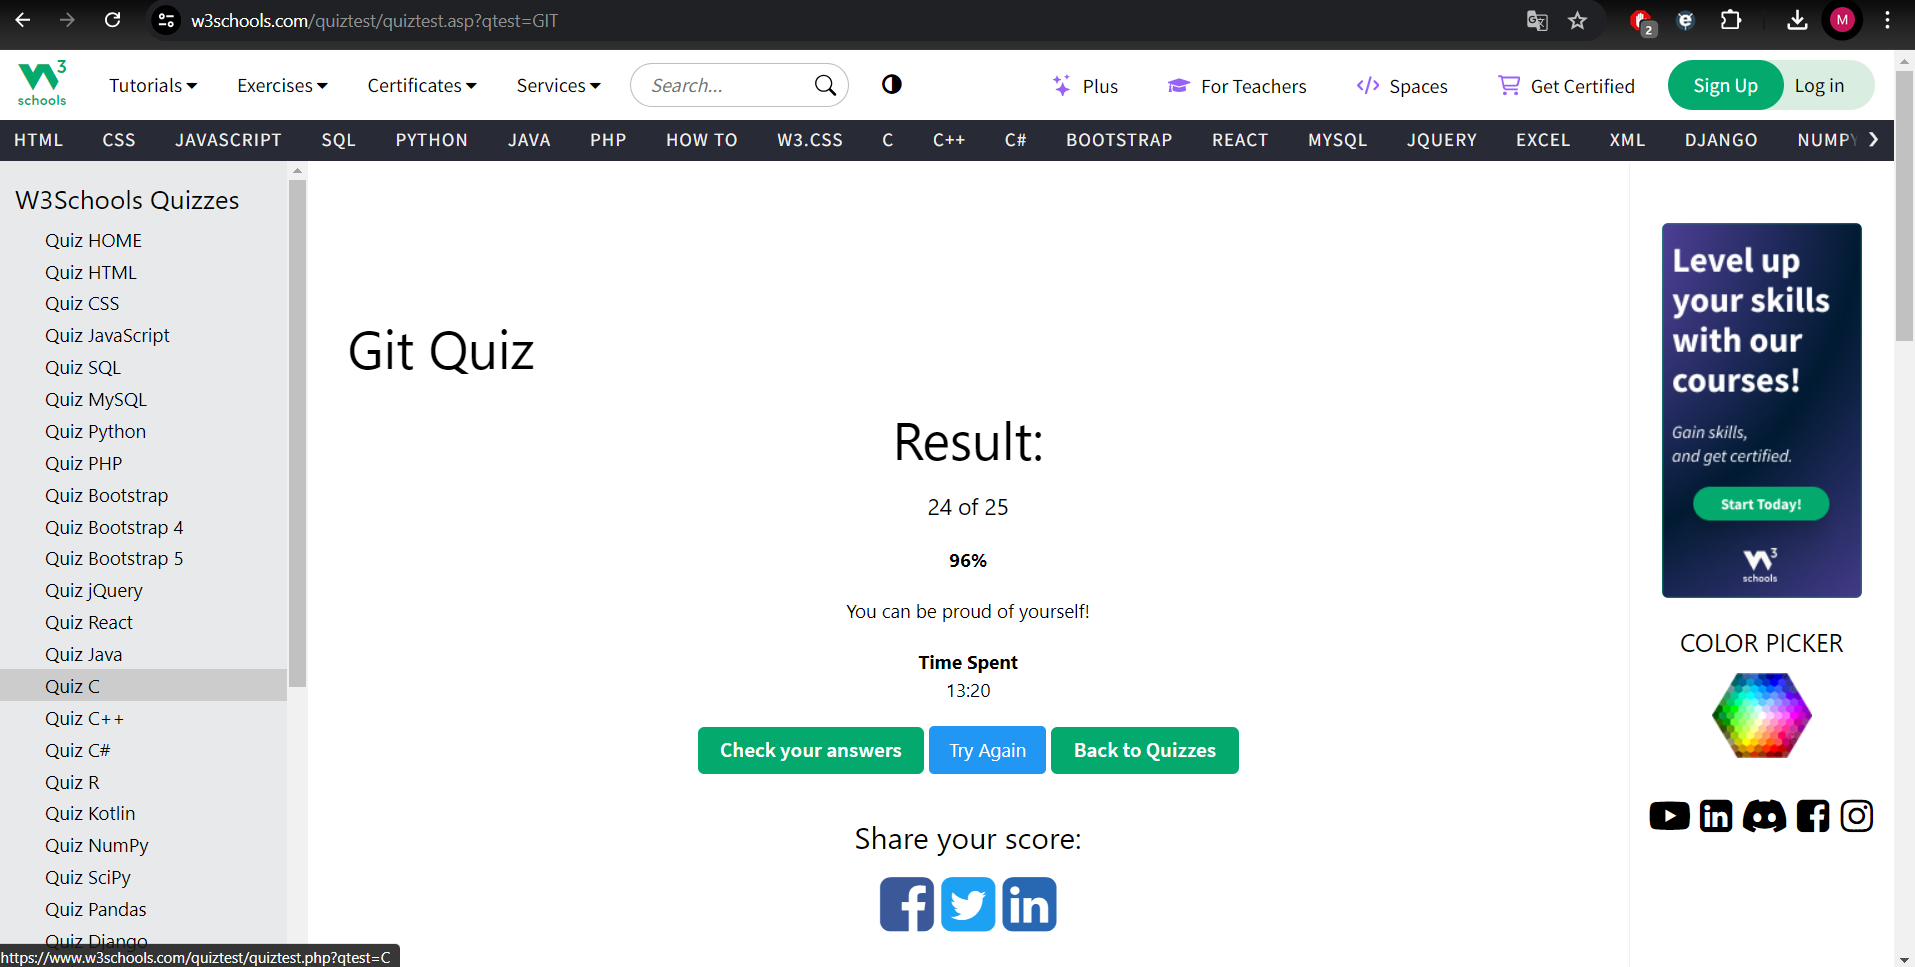 w3schools.com/quiztest/quiztest.asp?qtest=GIT
2
M
W3 schools
Tutorials
Exercises
Certificates
Services
Search...
Plus
For Teachers
Spaces
Get Certified
Sign Up
Log in
HTML CSS JAVASCRIPT SQL PYTHON JAVA PHP HOW TO W3.CSS C C++ C# BOOTSTRAP REACT MYSQL JQUERY EXCEL XML DJANGO NUMPY
W3Schools Quizzes
Quiz HOME
Quiz HTML
Quiz CSS
Quiz JavaScript
Quiz SQL
Quiz MySQL
Quiz Python
Quiz PHP
Quiz Bootstrap
Quiz Bootstrap 4
Quiz Bootstrap 5
Quiz jQuery
Quiz React
Quiz Java
Quiz C
Quiz C++
Quiz C#
Quiz R
Quiz Kotlin
Quiz NumPy
Quiz SciPy
Quiz Pandas
Quiz Django
https://www.w3schools.com/quiztest/quiztest.php?qtest=C
Git Quiz
Result:
24 of 25
96%
You can be proud of yourself!
Time Spent
13:20
Check your answers
Try Again
Back to Quizzes
Share your score:
Level up
your skills
with our
courses!
Gain skills,
and get certified.
Start Today!
W3 schools
COLOR PICKER